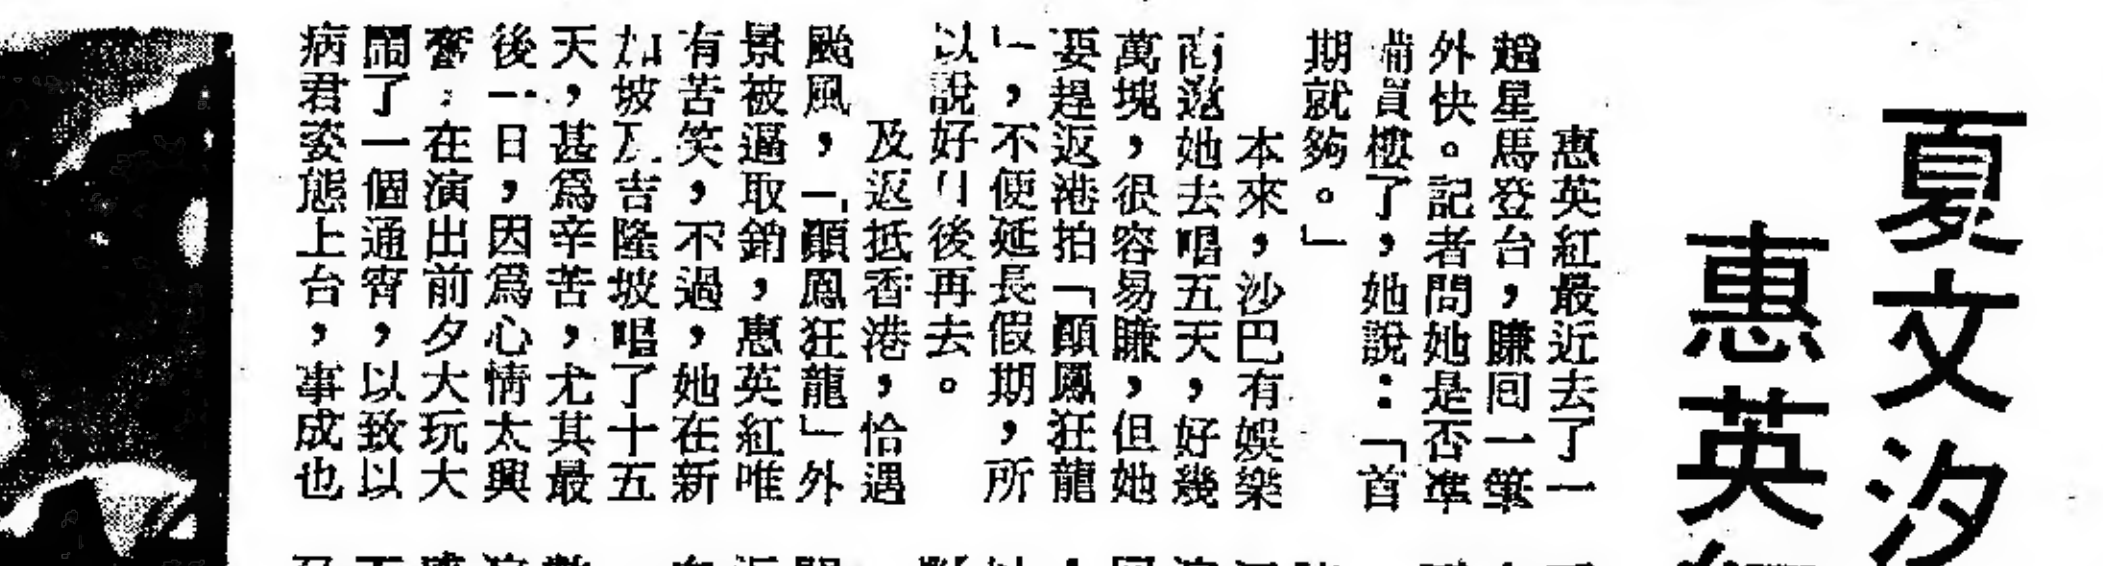 夏文汐
惠英
惠英紅最近去了一
趟星馬登台，賺囘一筆
外快。記者問她是否準
備買樓了，她說：「首
期就夠。」
本來，沙巴有娛樂
商邀她去唱五天，好幾
萬塊，很容易賺，但她
要趕返港拍「顚鳳狂龍
」，不便延長假期，所
以說好 後再去。
及返抵香港，恰遇
颱風，「顚鳳狂龍」外
景被逼取銷，惠英紅唯
有苦笑，不過，她在新
加坡及吉隆坡唱了十五
天，甚爲辛苦，尤其最
後一日，因爲心情太興
奮，在演出前夕大玩大
鬧了一個通宵，以致以
病君姿態上台，事成也